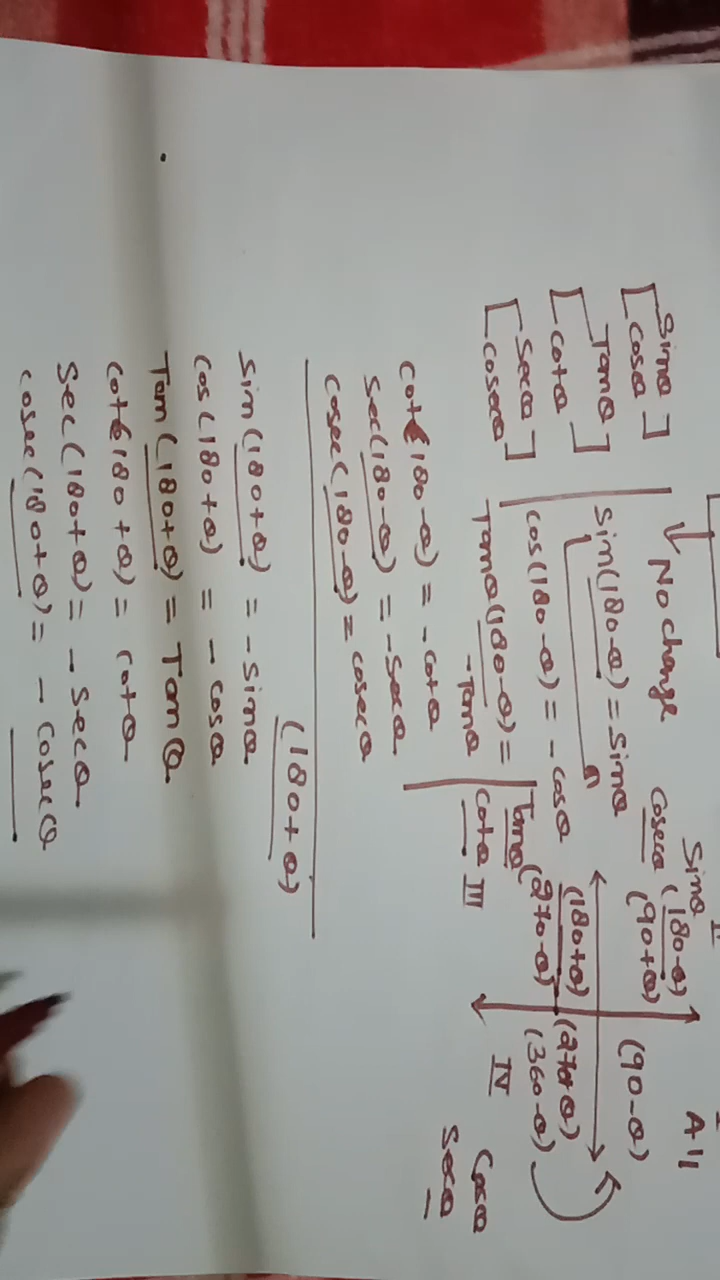 [ Sinθ
Cosθ ]
[ Tanθ
Cotθ ]
[ Secθ
Cosecθ ]
↓ No change
Sin(180-θ) = Sinθ
Cos(180-θ) = - Cosθ
Tanθ(180-θ) =
-Tanθ
Cot(180-θ) = - Cotθ
Sec(180-θ) = - Secθ
Cosec(180-θ) = Cosecθ
Sinθ
Cosecθ
(180-θ)
(90+θ)
All
(90-θ)
(180+θ)
(270-θ)
Tanθ
Cotθ III
(270+θ)
(360-θ)
IV
Cosθ
Secθ
(180+θ)
Sin(180+θ) = - Sinθ
Cos(180+θ) = - Cosθ
Tan(180+θ) = Tanθ
Cot(180+θ) = Cotθ
Sec(180+θ) = - Secθ
Cosec(180+θ) = - Cosecθ